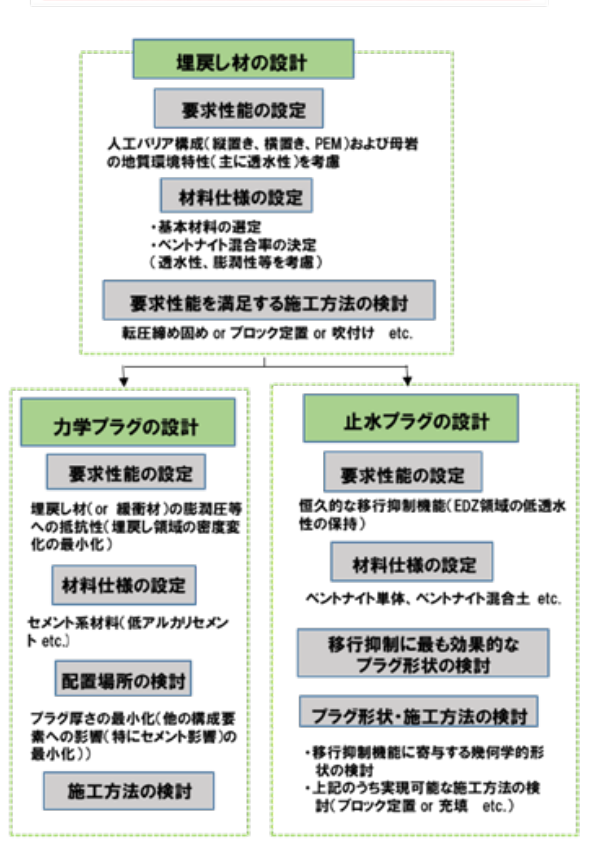 埋戻し材の設計
要求性能の設定
人工バリア構成(縦置き、横置き、PEM)および母岩
の地質環境特性(主に透水性)を考慮
材料仕様の設定
・基本材料の選定
・ベントナイト混合率の決定
(透水性、膨潤性等を考慮)
要求性能を満足する施工方法の検討
転圧締め固め or ブロック定置 or 吹付け etc.
力学プラグの設計
要求性能の設定
埋戻し材(or 緩衝材)の膨潤圧等
への抵抗性(埋戻し領域の密度変
化の最小化)
材料仕様の設定
セメント系材料(低アルカリセメン
ト etc.)
配置場所の検討
プラグ厚さの最小化(他の構成要
素への影響(特にセメント影響)の
最小化))
施工方法の検討
止水プラグの設計
要求性能の設定
恒久的な移行抑制機能(EDZ領域の低透水
性の保持)
材料仕様の設定
ベントナイト単体、ベントナイト混合土 etc.
移行抑制に最も効果的な
プラグ形状の検討
プラグ形状・施工方法の検討
・移行抑制機能に寄与する幾何学的形
状の検討
・上記のうち実現可能な施工方法の検
討(ブロック定置 or 充填 etc.)